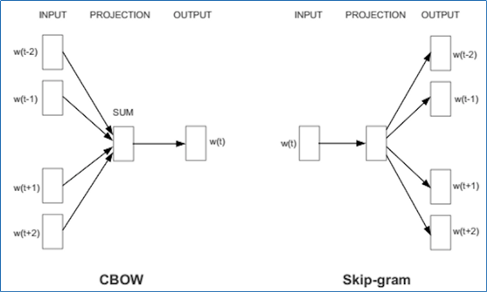 INPUT PROJECTION OUTPUT
w(t-2)
w(t-1)
SUM
w(t)
w(t+1)
w(t+2)
CBOW
INPUT PROJECTION OUTPUT
w(t-2)
w(t-1)
w(t)
w(t+1)
w(t+2)
Skip-gram